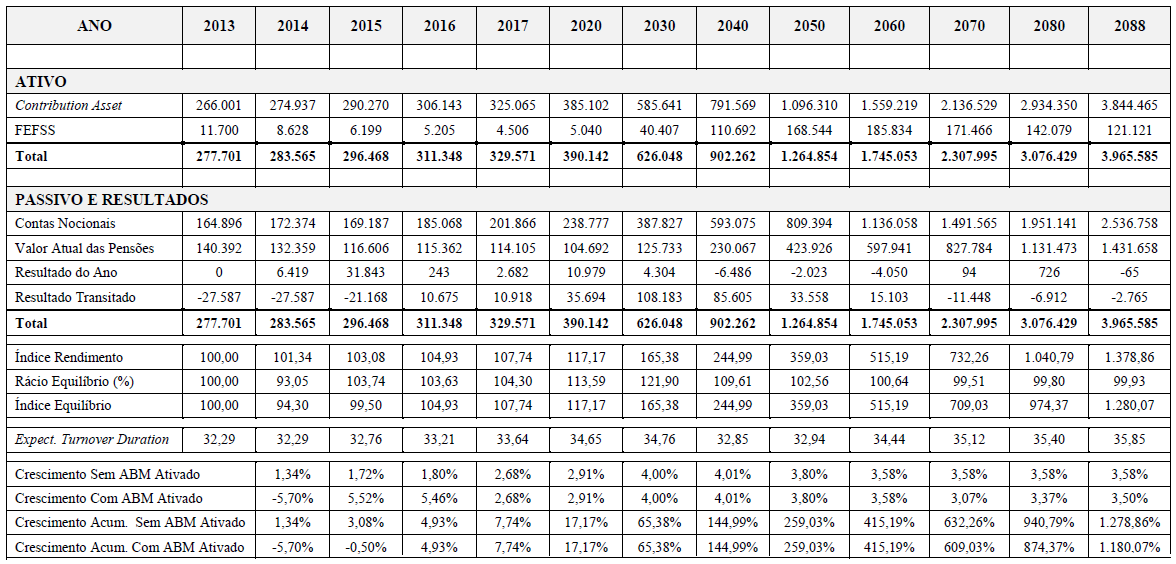 ANO 2013 2014 2015 2016 2017 2020 2030 2040 2050 2060 2070 2080 2088
ATIVO
Contribution Asset 266.001 274.937 290.270 306.143 325.065 385.102 585.641 791.569 1.096.310 1.559.219 2.136.529 2.934.350 3.844.465
FEFSS 11.700 8.628 6.199 5.205 4.506 5.040 40.407 110.692 168.544 185.834 171.466 142.079 121.121
Total 277.701 283.565 296.468 311.348 329.571 390.142 626.048 902.262 1.264.854 1.745.053 2.307.995 3.076.429 3.965.585
PASSIVO E RESULTADOS
Contas Nocionais 164.896 172.374 169.187 185.068 201.866 238.777 387.827 593.075 809.394 1.136.058 1.491.565 1.951.141 2.536.758
Valor Atual das Pensões 140.392 132.359 116.606 115.362 114.105 104.692 125.733 230.067 423.926 597.941 827.784 1.131.473 1.431.658
Resultado do Ano 0 6.419 31.843 243 2.682 10.979 4.304 -6.486 -2.023 -4.050 94 726 -65
Resultado Transitado -27.587 -27.587 -21.168 10.675 10.918 35.694 108.183 85.605 33.558 15.103 -11.448 -6.912 -2.765
Total 277.701 283.565 296.468 311.348 329.571 390.142 626.048 902.262 1.264.854 1.745.053 2.307.995 3.076.429 3.965.585
Índice Rendimento 100,00 101,34 103,08 104,93 107,74 117,17 165,38 244,99 359,03 515,19 732,26 1.040,79 1.378,86
Rácio Equilíbrio (%) 100,00 93,05 103,74 103,63 104,30 113,59 121,90 109,61 102,56 100,64 99,51 99,80 99,93
Índice Equilíbrio 100,00 94,30 99,50 104,93 107,74 117,17 165,38 244,99 359,03 515,19 709,03 974,37 1.280,07
Expect. Turnover Duration 32,29 32,29 32,76 33,21 33,64 34,65 34,76 32,85 32,94 34,44 35,12 35,40 35,85
Crescimento Sem ABM Ativado 1,34% 1,72% 1,80% 2,68% 2,91% 4,00% 4,01% 3,80% 3,58% 3,58% 3,58% 3,58%
Crescimento Com ABM Ativado -5,70% 5,52% 5,46% 2,68% 2,91% 4,00% 4,01% 3,80% 3,58% 3,07% 3,37% 3,50%
Crescimento Acum. Sem ABM Ativado 1,34% 3,08% 4,93% 7,74% 17,17% 65,38% 144,99% 259,03% 415,19% 632,26% 940,79% 1.278,86%
Crescimento Acum. Com ABM Ativado -5,70% -0,50% 4,93% 7,74% 17,17% 65,38% 144,99% 259,03% 415,19% 609,03% 874,37% 1.180,07%